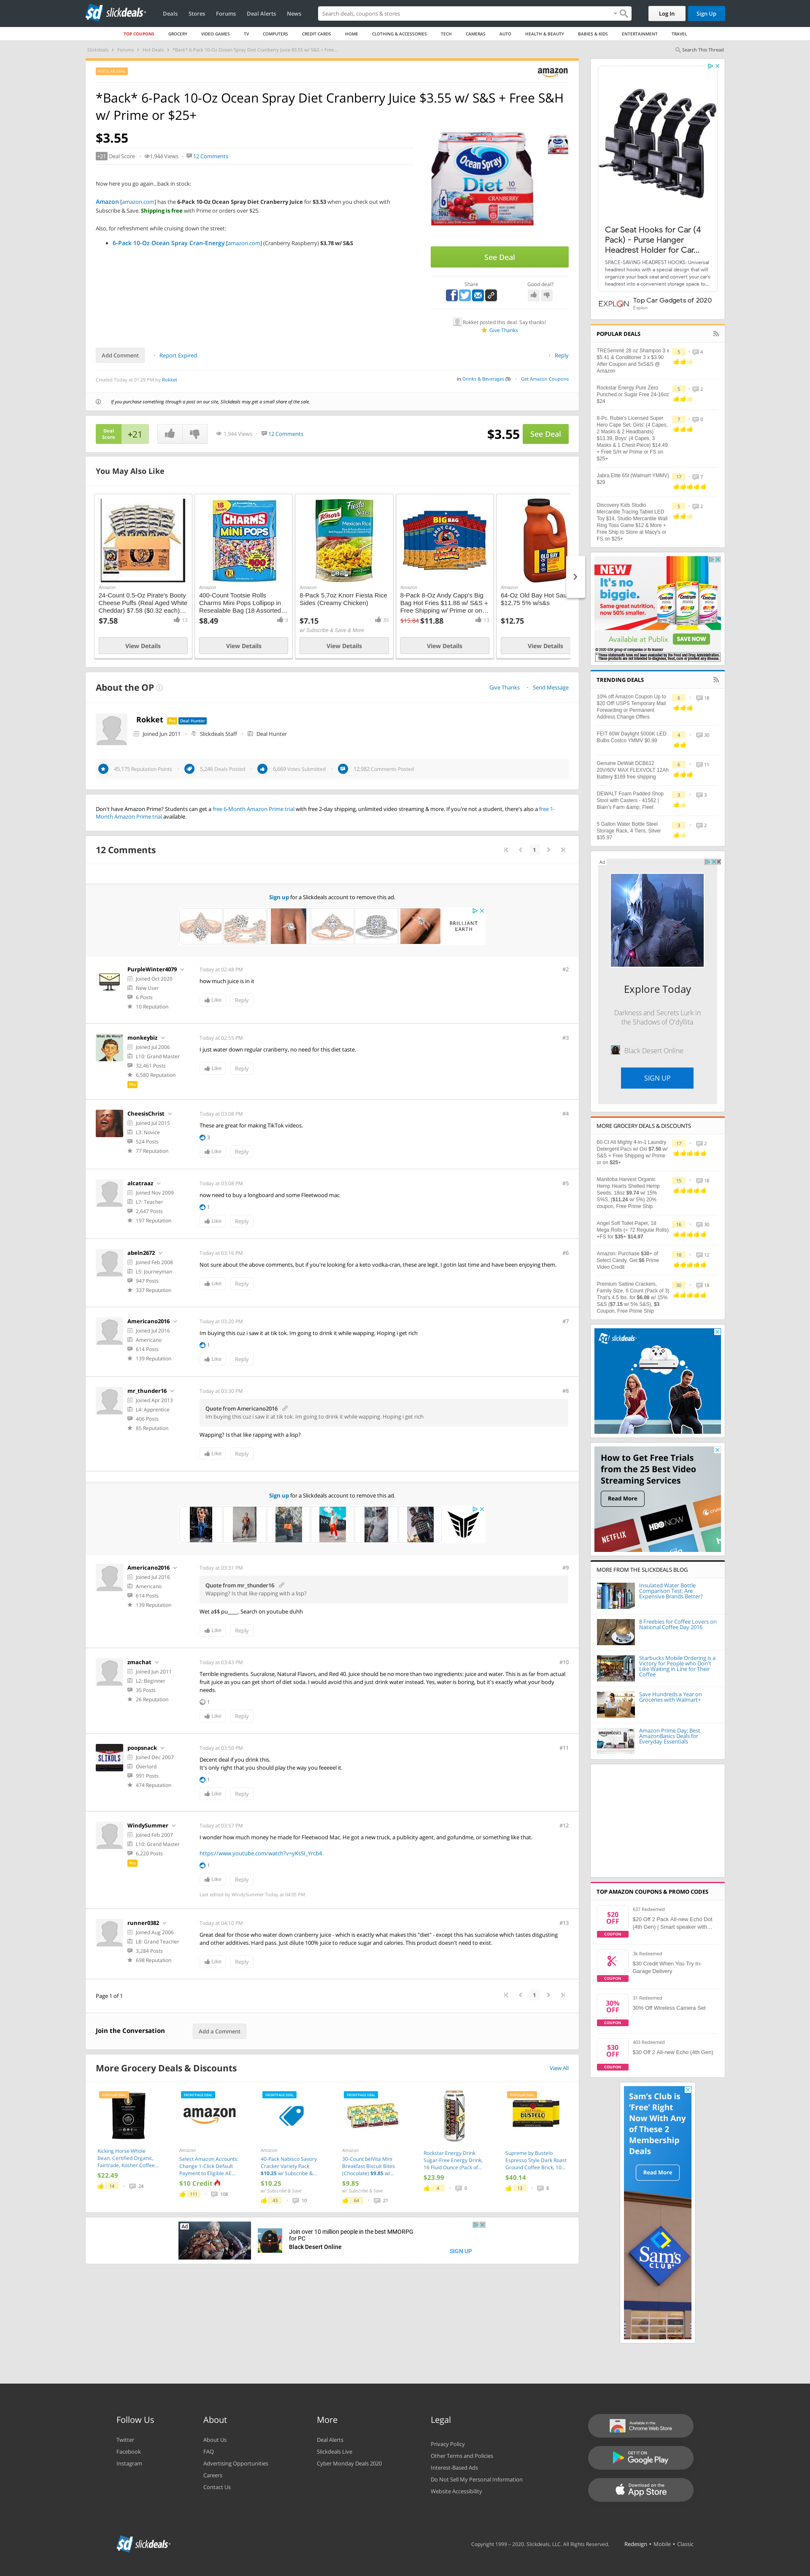 slickdeals
Deals Stores Forums Deal Alerts News
Search deals, coupons & stores
Log In Sign Up
TOP COUPONS GROCERY VIDEO GAMES TV COMPUTERS CREDIT CARDS HOME CLOTHING & ACCESSORIES TECH CAMERAS AUTO HEALTH & BEAUTY BABIES & KIDS ENTERTAINMENT TRAVEL
Slickdeals Forums Hot Deals *Back* 6-Pack 10-Oz Ocean Spray Diet Cranberry Juice $3.55 w/ S&S + Free...
Search This Thread
POPULAR DEAL
amazon
*Back* 6-Pack 10-Oz Ocean Spray Diet Cranberry Juice $3.55 w/ S&S + Free S&H
w/ Prime or $25+
$3.55
+21 Deal Score 1,944 Views 12 Comments
Now here you go again...back in stock:
Amazon [amazon.com] has the 6-Pack 10-Oz Ocean Spray Diet Cranberry Juice for $3.53 when you check out with
Subscribe & Save. Shipping is free with Prime or orders over $25.
Also, for refreshment while cruising down the street:
6-Pack 10-Oz Ocean Spray Cran-Energy [amazon.com] (Cranberry Raspberry) $3.78 w/ S&S
Ocean Spray
Diet
CRANBERRY
See Deal
Share Good deal?
Rokket posted this deal. Say thanks!
Give Thanks
Add Comment Report Expired Reply
Created Today at 01:29 PM by Rokket
in Drinks & Beverages (9) Get Amazon Coupons
If you purchase something through a post on our site, Slickdeals may get a small share of the sale.
Deal
Score
+21
1,944 Views 12 Comments
$3.55 See Deal
You May Also Like
Amazon
24-Count 0.5-Oz Pirate's Booty
Cheese Puffs (Real Aged White
Cheddar) $7.58 ($0.32 each)...
$7.58 13
View Details
Amazon
400-Count Tootsie Rolls
Charms Mini Pops Lollipop in
Resealable Bag (18 Assorted...
$8.49 3
View Details
Amazon
8-Pack 5.7oz Knorr Fiesta Rice
Sides (Creamy Chicken)
$7.15 35
w/ Subscribe & Save & More
View Details
Amazon
8-Pack 8-Oz Andy Capp's Big
Bag Hot Fries $11.88 w/ S&S +
Free Shipping w/ Prime or on...
$15.84 $11.88 13
View Details
Amazon
64-Oz Old Bay Hot Sau
$12.75 5% w/s&s
$12.75
View Details
About the OP
Give Thanks Send Message
Rokket Pro Deal Hunter
Joined Jun 2011 Slickdeals Staff Deal Hunter
45,175 Reputation Points 5,246 Deals Posted 6,669 Votes Submitted 12,982 Comments Posted
Don't have Amazon Prime? Students can get a free 6-Month Amazon Prime trial with free 2-day shipping, unlimited video streaming & more. If you're not a student, there's also a free 1-
Month Amazon Prime trial available.
12 Comments
1
Sign up for a Slickdeals account to remove this ad.
BRILLIANT
EARTH
PurpleWinter4079
Joined Oct 2020
New User
6 Posts
10 Reputation
Today at 02:48 PM #2
how much juice is in it
Like Reply
monkeybiz
Joined Jul 2006
L10: Grand Master
32,461 Posts
6,580 Reputation
Pro
Today at 02:55 PM #3
I just water down regular cranberry, no need for this diet taste.
Like Reply
CheesisChrist
Joined Jul 2015
L3: Novice
524 Posts
77 Reputation
Today at 03:08 PM #4
These are great for making TikTok videos.
3
Like Reply
alcatraaz
Joined Nov 2009
L7: Teacher
2,647 Posts
197 Reputation
Today at 03:08 PM #5
now need to buy a longboard and some Fleetwood mac
1
Like Reply
abeln2672
Joined Feb 2008
L5: Journeyman
947 Posts
337 Reputation
Today at 03:16 PM #6
Not sure about the above comments, but if you're looking for a keto vodka-cran, these are legit. I gotin last time and have been enjoying them.
Like Reply
Americano2016
Joined Jul 2016
Americano
614 Posts
139 Reputation
Today at 03:20 PM #7
Im buying this cuz i saw it at tik tok. Im going to drink it while wapping. Hoping i get rich
1
Like Reply
mr_thunder16
Joined Apr 2013
L4: Apprentice
406 Posts
85 Reputation
Today at 03:30 PM #8
Quote from Americano2016
Im buying this cuz i saw it at tik tok. Im going to drink it while wapping. Hoping i get rich
Wapping? Is that like rapping with a lisp?
Like Reply
Sign up for a Slickdeals account to remove this ad.
Americano2016
Joined Jul 2016
Americano
614 Posts
139 Reputation
Today at 03:31 PM #9
Quote from mr_thunder16
Wapping? Is that like rapping with a lisp?
Wet a$$ pu____. Search on youtube duhh
Like Reply
zmachat
Joined Jun 2011
L2: Beginner
35 Posts
26 Reputation
Today at 03:43 PM #10
Terrible ingredients. Sucralose, Natural Flavors, and Red 40. Juice should be no more than two ingredients: juice and water. This is as far from actual
fruit juice as you can get short of diet soda. I would avoid this and just drink water instead. Yes, water is boring, but it's exactly what your body
needs.
1
Like Reply
poopsnack
Joined Dec 2007
Overlord
991 Posts
474 Reputation
Today at 03:50 PM #11
Decent deal if you drink this.
It's only right that you should play the way you feeeeel it.
1
Like Reply
WindySummer
Joined Feb 2007
L10: Grand Master
6,220 Posts
Pro
Today at 03:57 PM #12
I wonder how much money he made for Fleetwood Mac. He got a new truck, a publicity agent, and gofundme, or something like that.
https://www.youtube.com/watch?v=yKsSI_Yrcb4
1
Like Reply
Last edited by WindySummer Today at 04:05 PM.
runner0382
Joined Aug 2006
L8: Grand Teacher
3,284 Posts
698 Reputation
Today at 04:10 PM #13
Great deal for those who water down cranberry juice - which is exactly what makes this "diet" - except this has sucralose which tastes disgusting
and other additives. Hard pass. Just dilute 100% juice to reduce sugar and calories. This product doesn't need to exist.
Like Reply
Page 1 of 1
1
Join the Conversation Add a Comment
More Grocery Deals & Discounts View All
Kicking Horse Whole
Bean, Certified Organic,
Fairtrade, Kosher Coffee...
$22.49
14 24
FRONTPAGE DEAL
amazon
Amazon
Select Amazon Accounts:
Change 1-Click Default
Payment to Eligible AE...
$10 Credit
111 108
FRONTPAGE DEAL
Amazon
40-Pack Nabisco Savory
Cracker Variety Pack
$10.25 w/ Subscribe &...
$10.25
w/ Subscribe & Save
43 10
FRONTPAGE DEAL
Amazon
30-Count belVita Mini
Breakfast Biscuit Bites
(Chocolate) $9.85 w/...
$9.85
w/ Subscribe & Save
64 21
Rockstar Energy Drink
Sugar-Free Energy Drink,
16 Fluid Ounce (Pack of...
$23.99
4 0
POPULAR DEAL
BUSTELO
Supreme by Bustelo
Espresso Style Dark Roast
Ground Coffee Brick, 10...
$40.14
13 8
Ad
Join over 10 million people in the best MMORPG
for PC
Black Desert Online
SIGN UP
Car Seat Hooks for Car (4
Pack) - Purse Hanger
Headrest Holder for Car...
SPACE-SAVING HEADREST HOOKS: Universal
headrest hooks with a special design that will
organize your back seat and convert your car's
headrest into a convenient storage space to...
EXPLON
Top Car Gadgets of 2020
Explon
POPULAR DEALS
TRESemmé 28 oz Shampoo 3 x
$5.41 & Conditioner 3 x $3.90
After Coupon and 5xS&S @
Amazon
5 4
Rockstar Energy Pure Zero
Punched or Sugar Free 24-16oz
$24
5 2
8-Pc. Rubie's Licensed Super
Hero Cape Set: Girls' (4 Capes,
2 Masks & 2 Headbands)
$13.39, Boys' (4 Capes, 3
Masks & 1 Chest Piece) $14.49
+ Free S/H w/ Prime or FS on
$25+
7 0
Jabra Elite 65t (Walmart YMMV)
$29
17 7
Discovery Kids Studio
Mercantile Tracing Tablet LED
Toy $14, Studio Mercantile Wall
Ring Toss Game $12 & More +
Free Ship to Store at Macy's or
FS on $25+
5 2
NEW
It's no
biggie.
Same great nutrition,
now 50% smaller.
Centrum
Available at Publix SAVE NOW
TRENDING DEALS
10% off Amazon Coupon Up to
$20 Off! USPS Temporary Mail
Forwarding or Permanent
Address Change Offers
6 18
FEIT 60W Daylight 5000K LED
Bulbs Costco YMMV $0.99
4 30
Genuine DeWalt DCB612
20V/60V MAX FLEXVOLT 12Ah
Battery $169 free shipping
6 11
DEWALT Foam Padded Shop
Stool with Casters - 41562 |
Blain's Farm &amp; Fleet
3 3
5 Gallon Water Bottle Steel
Storage Rack, 4 Tiers, Silver
$35.97
3 2
Ad
Explore Today
Darkness and Secrets Lurk in
the Shadows of O'dyllita
Black Desert Online
SIGN UP
MORE GROCERY DEALS & DISCOUNTS
60-Ct All Mighty 4-in-1 Laundry
Detergent Pacs w/ Oxi $7.50 w/
S&S + Free Shipping w/ Prime
or on $25+
17 2
Manitoba Harvest Organic
Hemp Hearts Shelled Hemp
Seeds, 18oz $9.74 w/ 15%
S%S, ($11.24 w/ 5%) 20%
coupon, Free Prime Ship
15 18
Angel Soft Toilet Paper, 18
Mega Rolls (= 72 Regular Rolls)
+FS for $35+ $14.97
16 30
Amazon: Purchase $30+ of
Select Candy, Get $6 Prime
Video Credit
18 12
Premium Saltine Crackers,
Family Size, 6 Count (Pack of 3)
That's 4.5 lbs. for $6.08 w/ 15%
S&S ($7.15 w/ 5% S&S). $3
Coupon, Free Prime Ship
30 18
slickdeals
How to Get Free Trials
from the 25 Best Video
Streaming Services
Read More
NETFLIX HBO NOW
MORE FROM THE SLICKDEALS BLOG
Insulated Water Bottle
Comparison Test: Are
Expensive Brands Better?
8 Freebies for Coffee Lovers on
National Coffee Day 2016
Starbucks Mobile Ordering is a
Victory for People who Don't
Like Waiting in Line for Their
Coffee
Save Hundreds a Year on
Groceries with Walmart+
Amazon Prime Day: Best
AmazonBasics Deals for
Everyday Essentials
TOP AMAZON COUPONS & PROMO CODES
$20
OFF
COUPON
637 Redeemed
$20 Off 2 Pack All-new Echo Dot
(4th Gen) | Smart speaker with...
COUPON
36 Redeemed
$30 Credit When You Try In-
Garage Delivery
30%
OFF
COUPON
31 Redeemed
30% Off Wireless Camera Set
$30
OFF
COUPON
403 Redeemed
$30 Off 2 All-new Echo (4th Gen)
Sam's Club is
'Free' Right
Now With Any
of These 2
Membership
Deals
Read More
Sam's
CLUB
Follow Us
Twitter
Facebook
Instagram
About
About Us
FAQ
Advertising Opportunities
Careers
Contact Us
More
Deal Alerts
Slickdeals Live
Cyber Monday Deals 2020
Legal
Privacy Policy
Other Terms and Policies
Interest-Based Ads
Do Not Sell My Personal Information
Website Accessibility
Available in the
Chrome Web Store
GET IT ON
Google Play
Download on the
App Store
slickdeals
Copyright 1999 - 2020. Slickdeals, LLC. All Rights Reserved. Redesign • Mobile • Classic